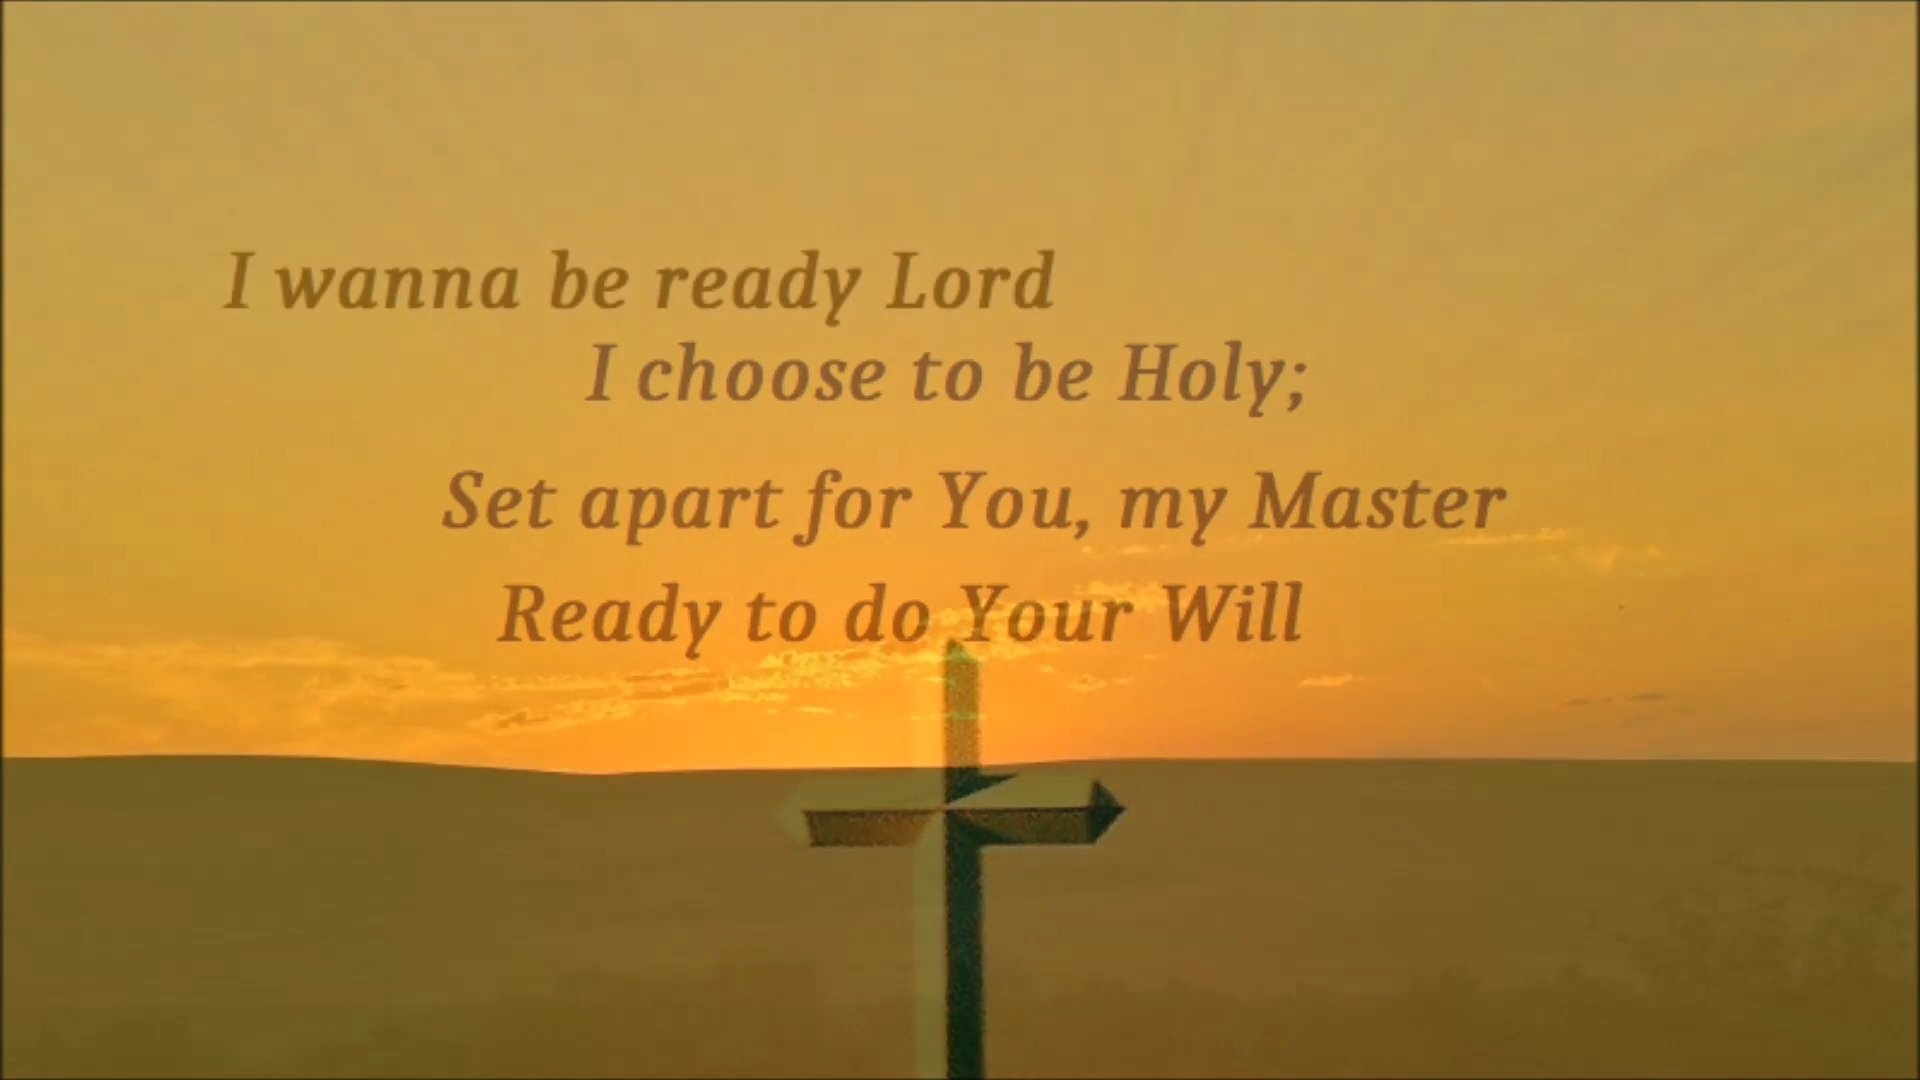 I wanna be ready Lord
I choose to be Holy;
Set apart for You, my Master
Ready to do Your Will